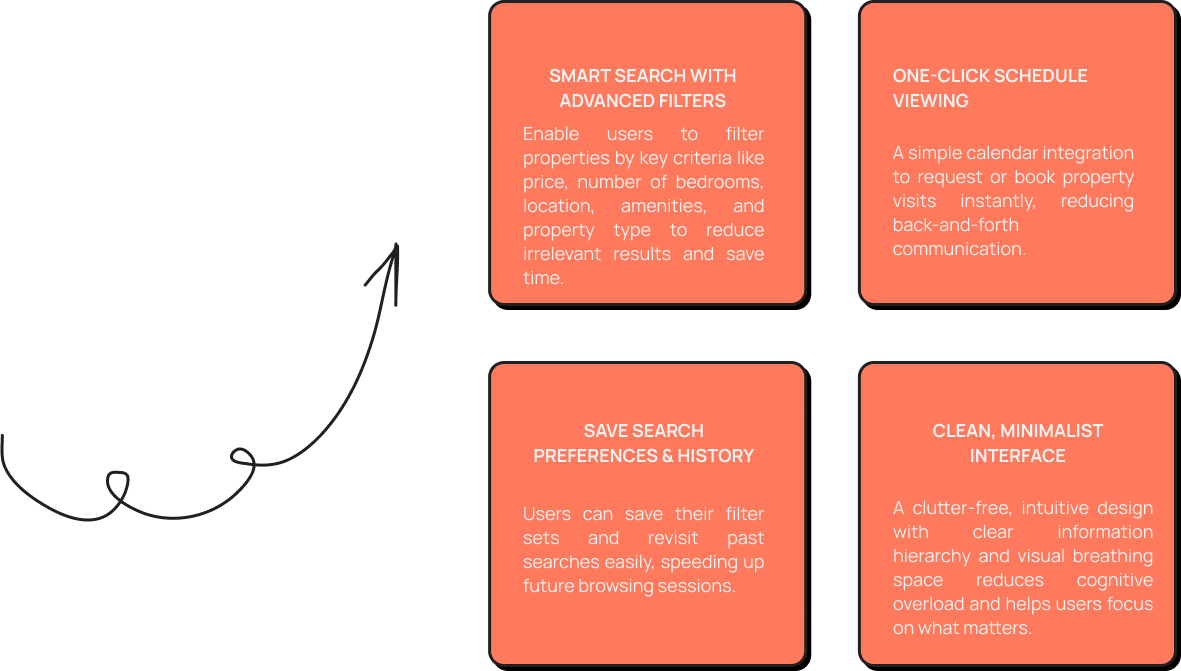 SMART SEARCH WITH
ADVANCED FILTERS
Enable users to filter
properties by key criteria like
price, number of bedrooms,
location, amenities, and
property type to reduce
irrelevant results and save
time.
ONE-CLICK SCHEDULE
VIEWING
A simple calendar integration
to request or book property
visits instantly, reducing
back-and-forth
communication.
SAVE SEARCH
PREFERENCES & HISTORY
Users can save their filter
sets and revisit past
searches easily, speeding up
future browsing sessions.
CLEAN, MINIMALIST
INTERFACE
A clutter-free, intuitive design
with clear information
hierarchy and visual breathing
space reduces cognitive
overload and helps users focus
on what matters.